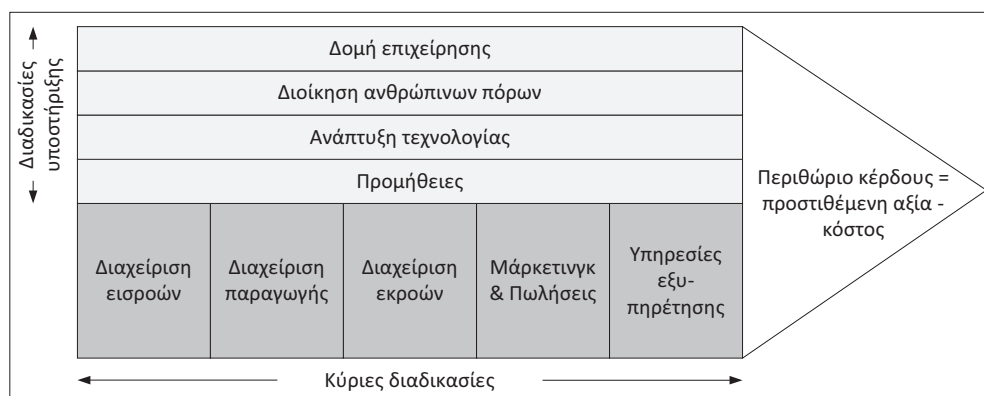 Διαδικασίες
υποστήριξης
Δομή επιχείρησης
Διοίκηση ανθρώπινων πόρων
Ανάπτυξη τεχνολογίας
Προμήθειες
Διαχείριση
εισροών
Διαχείριση
παραγωγής
Διαχείριση
εκροών
Μάρκετινγκ
& Πωλήσεις
Υπηρεσίες
εξυ-
πηρέτησης
Περιθώριο κέρδους =
προστιθέμενη αξία -
κόστος
Κύριες διαδικασίες